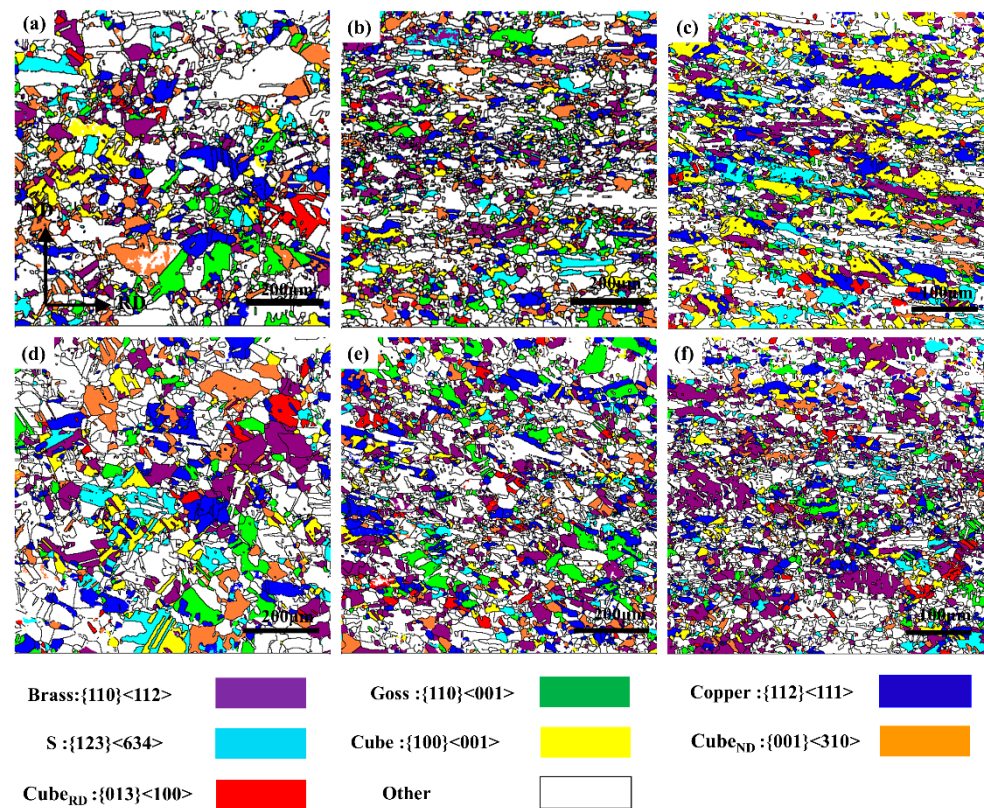 (a)
(b)
(c)
RD
200μm
200μm
100μm
(d)
(e)
(f)
200μm
200μm
100μm
Brass:{110}<112>
Goss :{110}<001>
Copper :{112}<111>
S :{123}<634>
Cube :{100}<001>
CubeND :{001}<310>
CubeRD :{013}<100>
Other